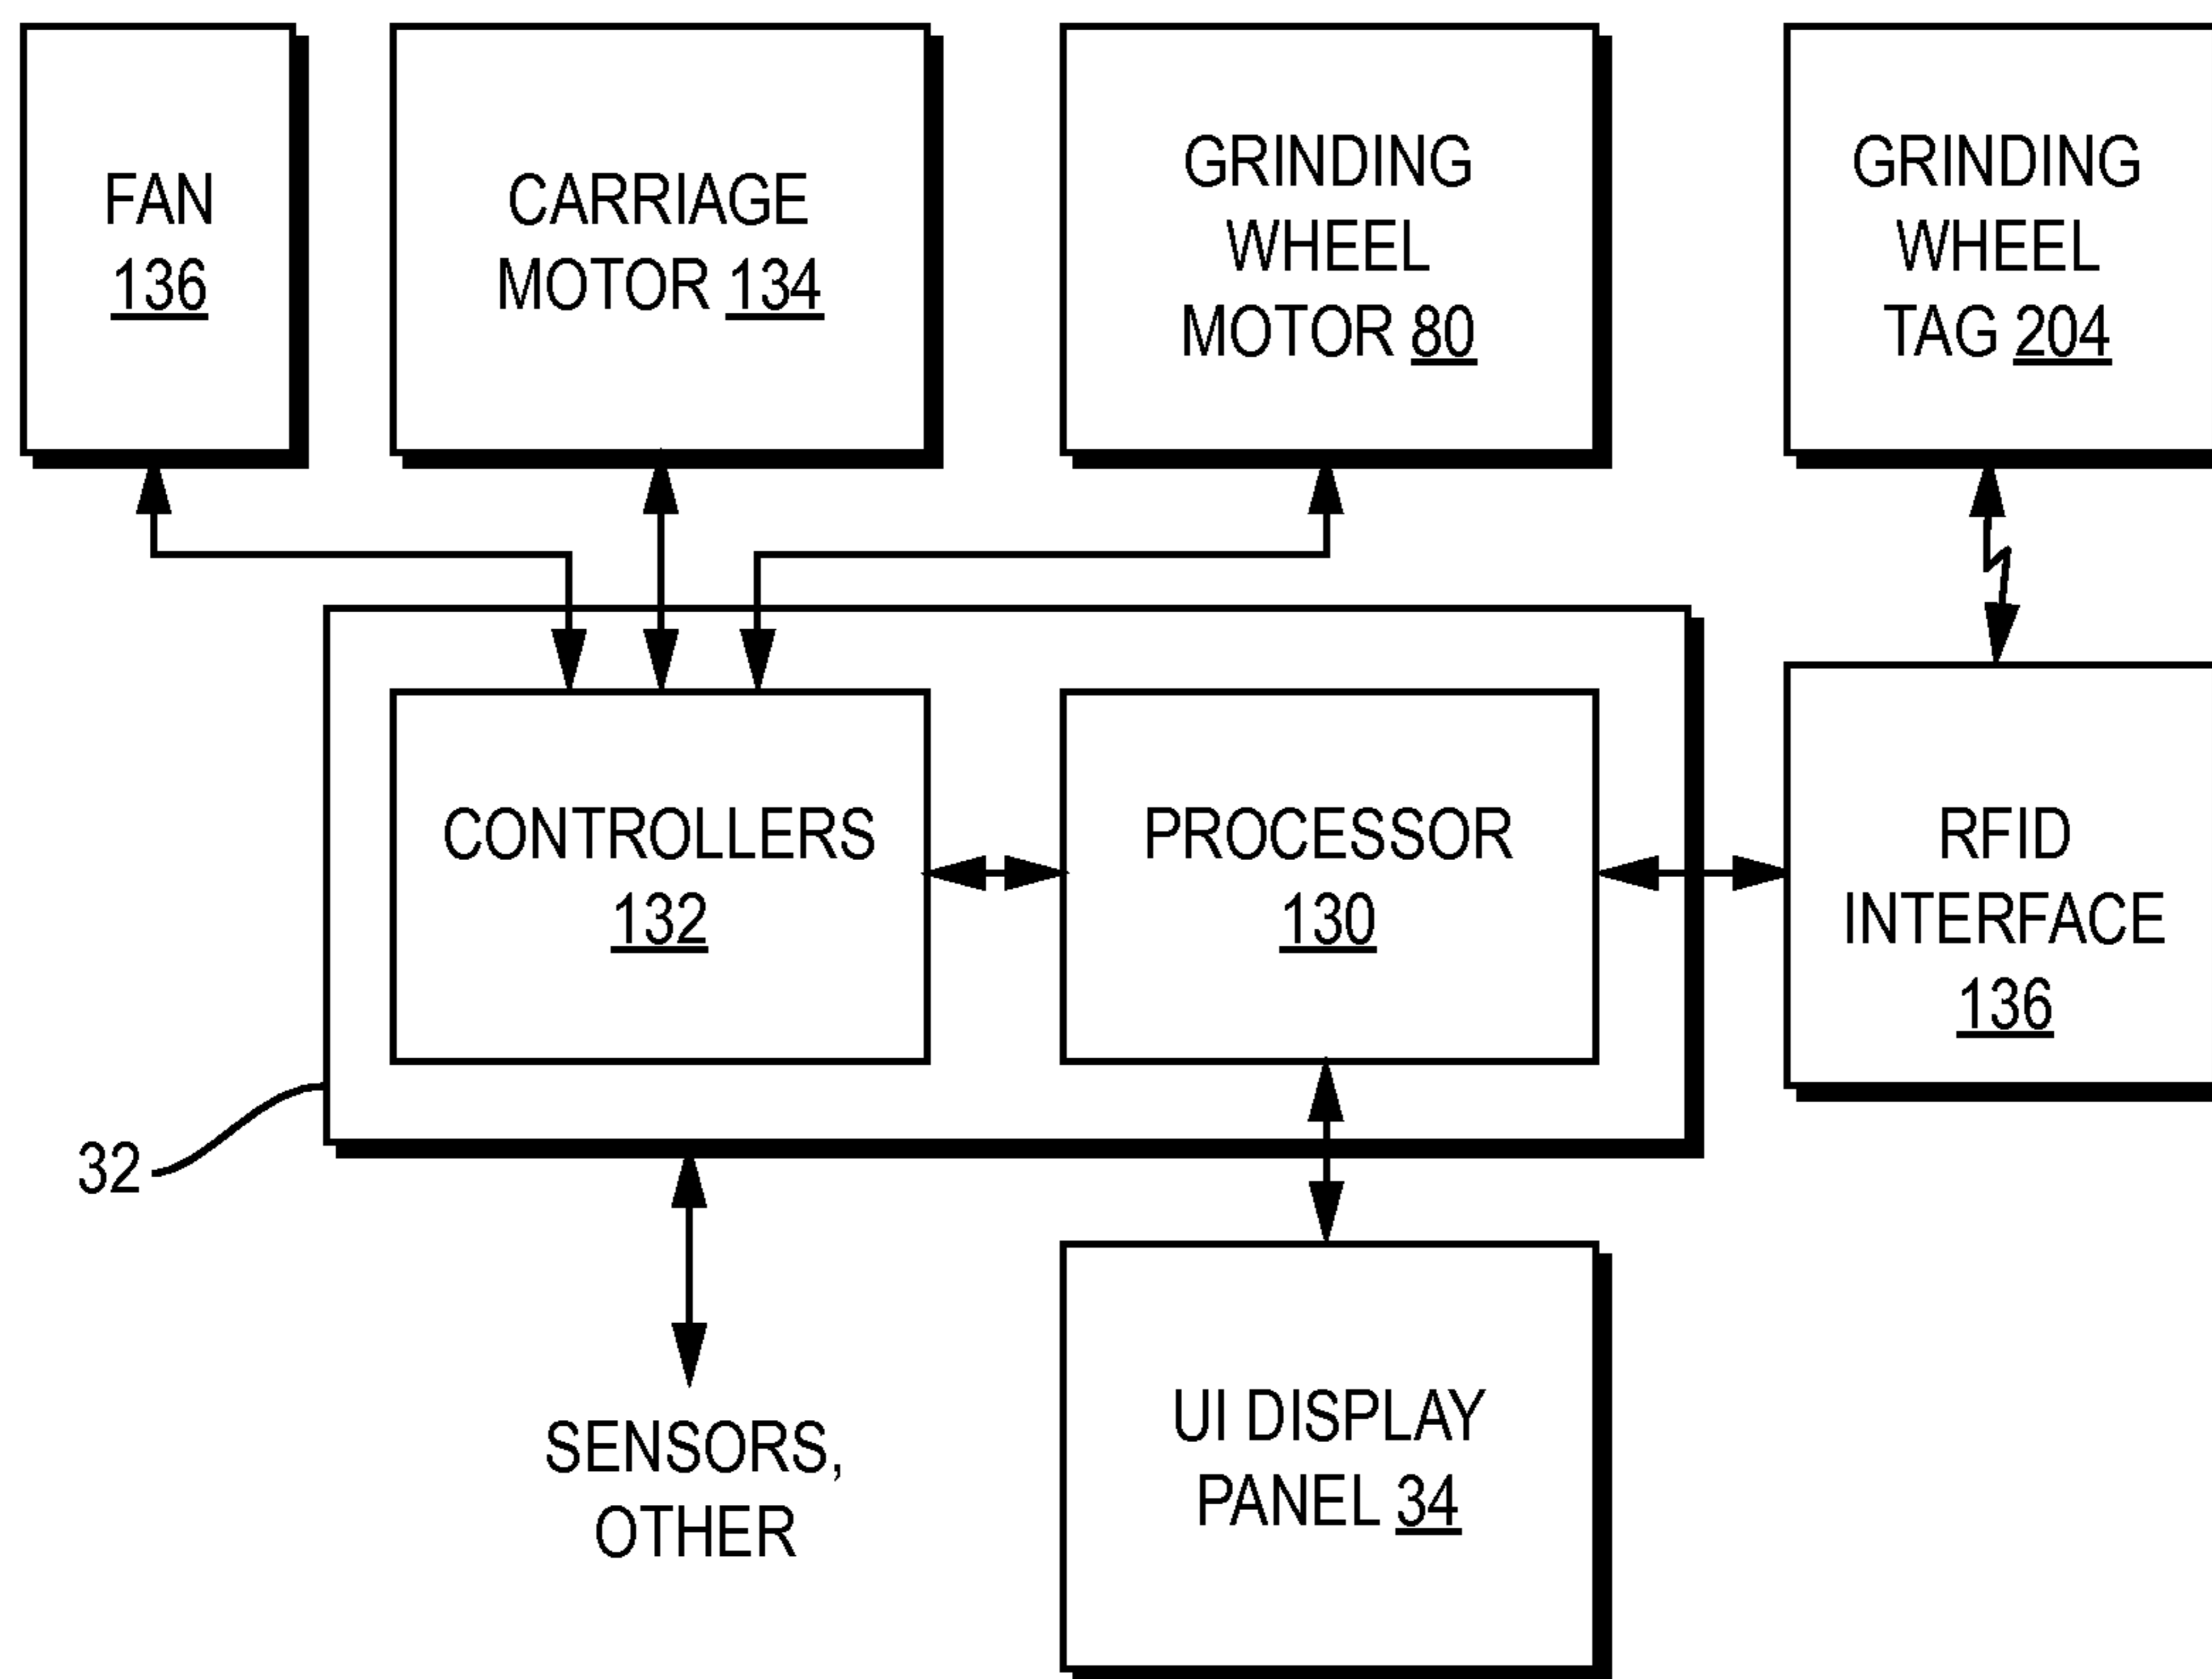 FAN
136
CARRIAGE
MOTOR 134
GRINDING
WHEEL
MOTOR 80
GRINDING
WHEEL
TAG 204
CONTROLLERS
132
PROCESSOR
130
RFID
INTERFACE
136
32
SENSORS,
OTHER
UI DISPLAY
PANEL 34